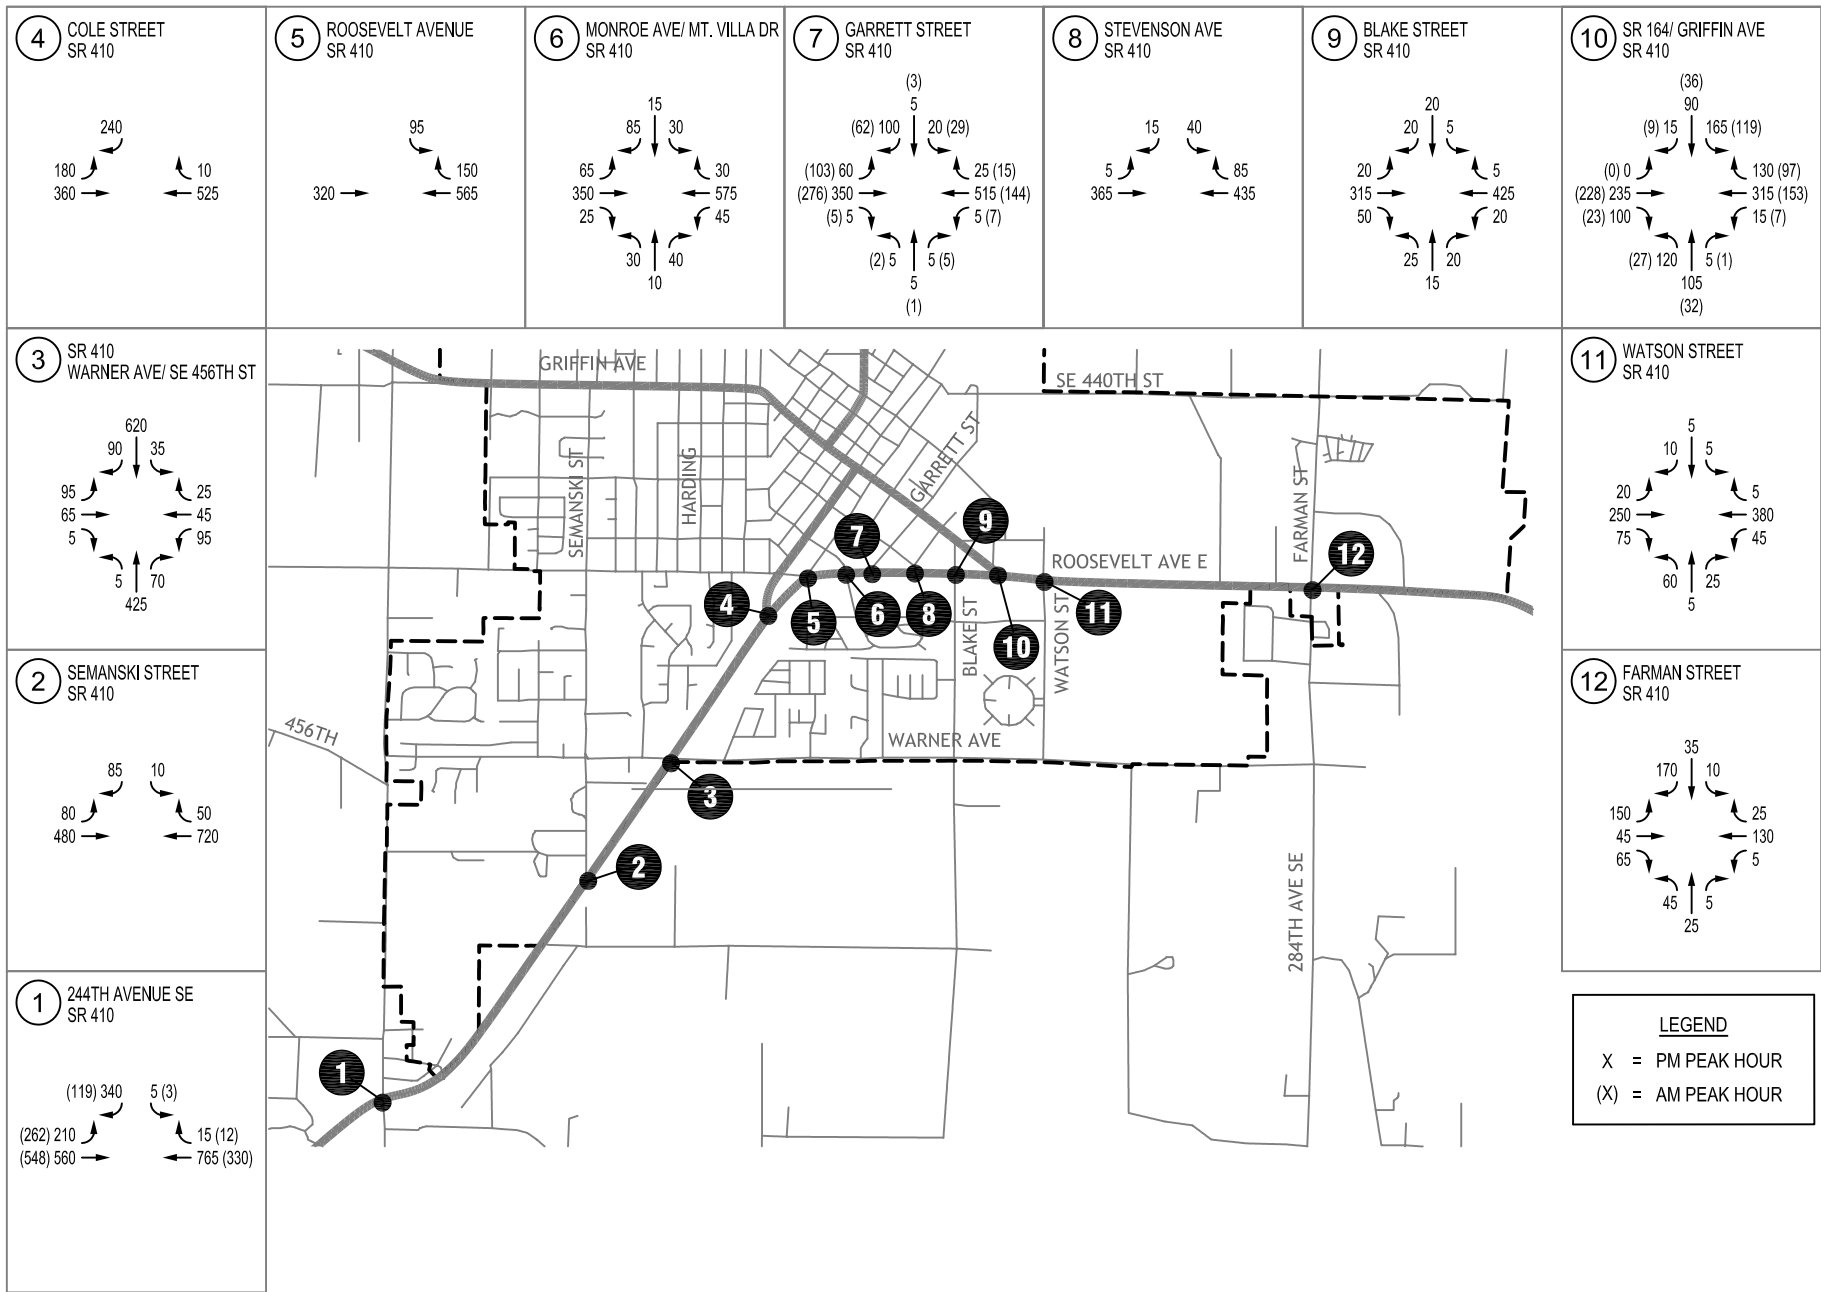 4 COLE STREET
SR 410
240
180
10
360
525
5 ROOSEVELT AVENUE
SR 410
95
150
320
565
6 MONROE AVE/ MT. VILLA DR
SR 410
15
85 30
65 30
350 575
25 45
30 40
10
7 GARRETT STREET
SR 410
(3)
5
(62) 100 20 (29)
(103) 60 25 (15)
(276) 350 515 (144)
(5) 5 5 (7)
(2) 5 5 (5)
5
(1)
8 STEVENSON AVE
SR 410
15 40
5 85
365 435
9 BLAKE STREET
SR 410
20
20 5
20 5
315 425
50 20
25 20
15
10 SR 164/ GRIFFIN AVE
SR 410
(36)
90
(9) 15 165 (119)
(0) 0 130 (97)
(228) 235 315 (153)
(23) 100 15 (7)
(27) 120 5 (1)
105
(32)
3 SR 410
WARNER AVE/ SE 456TH ST
620
90 35
95 25
65 45
5 95
5 70
425
2 SEMANSKI STREET
SR 410
85 10
80 50
480 720
1 244TH AVENUE SE
SR 410
(119) 340 5 (3)
(262) 210 15 (12)
(548) 560 765 (330)
GRIFFIN AVE
SE 440TH ST
SEMANSKI ST
HARDING
GARRETT ST
FARMAN ST
ROOSEVELT AVE E
BLAKE ST
WATSON ST
456TH
WARNER AVE
284TH AVE SE
1
2
3
4
5
6
7
8
9
10
11
12
11 WATSON STREET
SR 410
5
10 5
20 5
250 380
75 45
60 25
5
12 FARMAN STREET
SR 410
35
170 10
150 25
45 130
65 5
45 5
25
LEGEND
X = PM PEAK HOUR
(X) = AM PEAK HOUR